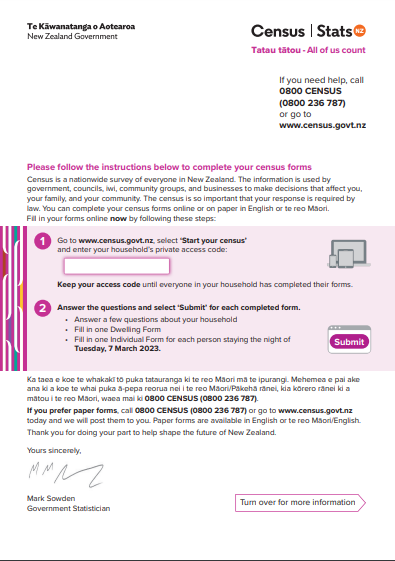 Te Kāwanatanga o Aotearoa
New Zealand Government
Census | Stats NZ
Tatau tātou - All of us count
If you need help, call
0800 CENSUS
(0800 236 787)
or go to
www.census.govt.nz
Please follow the instructions below to complete your census forms
Census is a nationwide survey of everyone in New Zealand. The information is used by
government, councils, iwi, community groups, and businesses to make decisions that affect you,
your family, and your community. The census is so important that your response is required by
law. You can complete your census forms online or on paper in English or te reo Māori.
Fill in your forms online now by following these steps:
1
Go to www.census.govt.nz, select 'Start your census'
and enter your household's private access code:
Keep your access code until everyone in your household has completed their forms.
2
Answer the questions and select 'Submit' for each completed form.
• Answer a few questions about your household
• Fill in one Dwelling Form
• Fill in one Individual Form for each person staying the night of
Tuesday, 7 March 2023.
Submit
Ka taea e koe te whakakī tō puka tatauranga ki te reo Māori mā te ipurangi. Mehemea e pai ake
ana ki a koe te whai puka ā-pepa reorua nei i te reo Māori/Pākehā rānei, kia kōrero rānei ki a
mātou i te reo Māori, waea mai ki 0800 CENSUS (0800 236 787).
If you prefer paper forms, call 0800 CENSUS (0800 236 787) or go to www.census.govt.nz
today and we will post them to you. Paper forms are available in English or te reo Māori/English.
Thank you for doing your part to help shape the future of New Zealand.
Yours sincerely,
Mark Sowden
Government Statistician
Turn over for more information